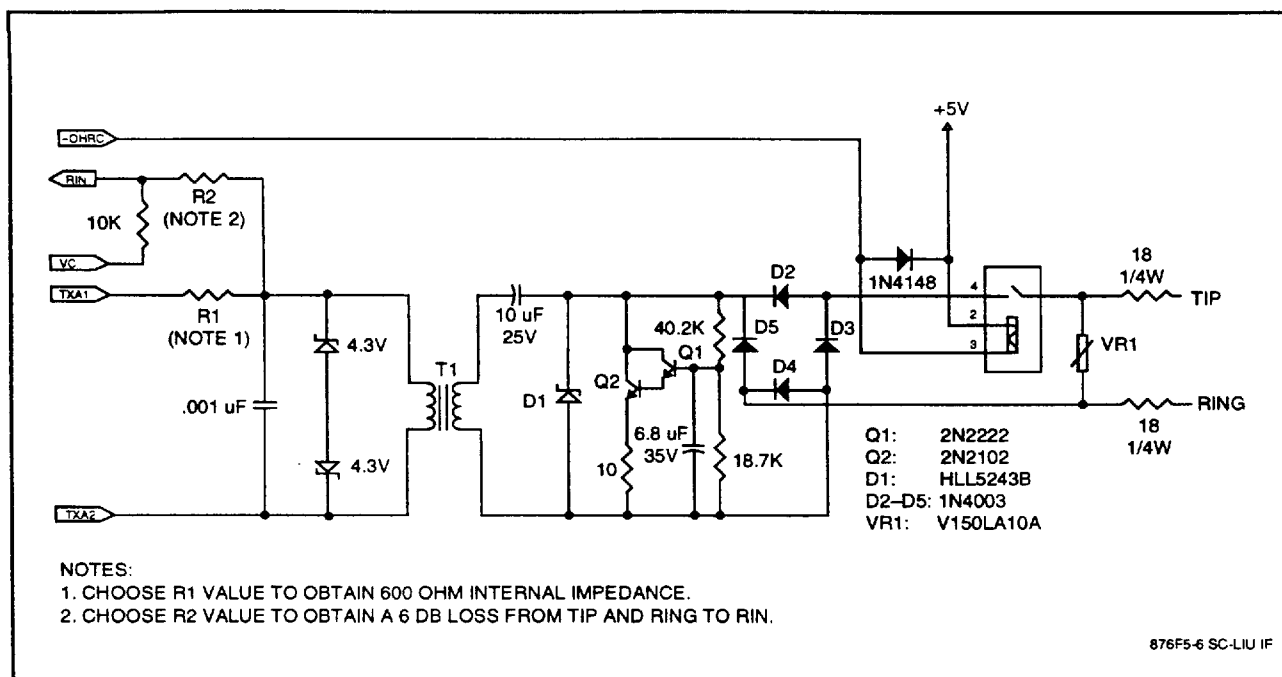 +5V
~OHRC
RIN
R2
(NOTE 2)
10K
VC
TXA1
R1
(NOTE 1)
4.3V
.001 uF
4.3V
TXA2
T1
10 uF
25V
D1
40.2K
Q1
Q2
6.8 uF
35V
10
18.7K
D2
D5
D3
D4
1N4148
4
2
3
18
1/4W
TIP
VR1
RING
18
1/4W
Q1: 2N2222
Q2: 2N2102
D1: HLL5243B
D2–D5: 1N4003
VR1: V150LA10A
NOTES:
1. CHOOSE R1 VALUE TO OBTAIN 600 OHM INTERNAL IMPEDANCE.
2. CHOOSE R2 VALUE TO OBTAIN A 6 DB LOSS FROM TIP AND RING TO RIN.
876F5-6 SC-LIU IF